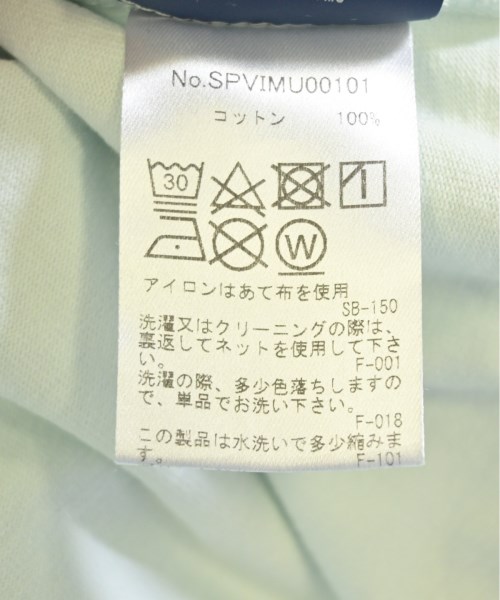 No.SPVIMU00101
コットン 100%
30
W
アイロンはあて布を使用
SB-150
洗濯又はクリーニングの際は、
裏返してネットを使用して下さ
い。 F-001
洗濯の際、多少色落ちしますの
で、単品でお洗い下さい。
F-018
この製品は水洗いで多少縮みま
す。 F-101